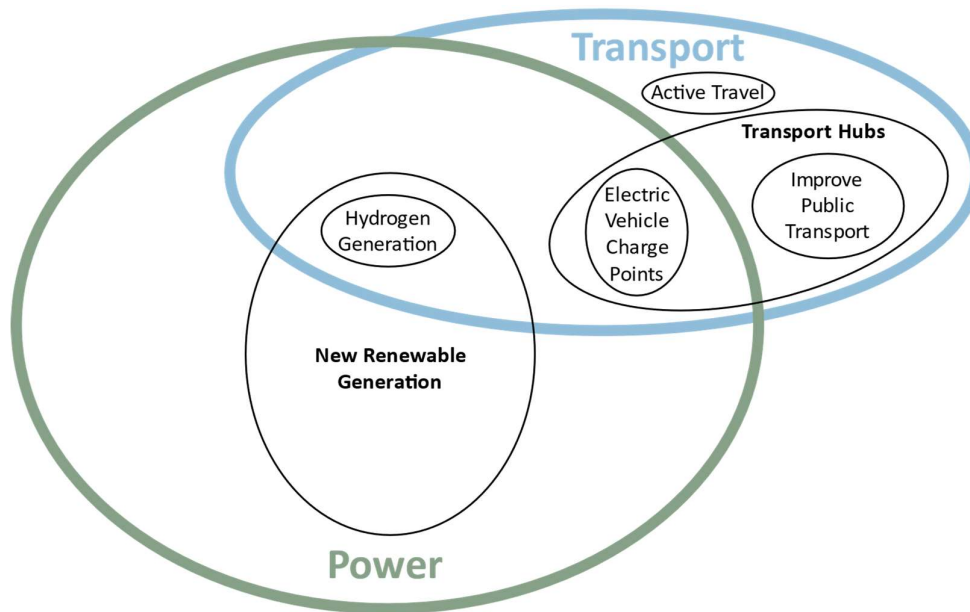 Transport
Active Travel
Transport Hubs
Improve
Public
Transport
Electric
Vehicle
Charge
Points
Hydrogen
Generation
New Renewable
Generation
Power